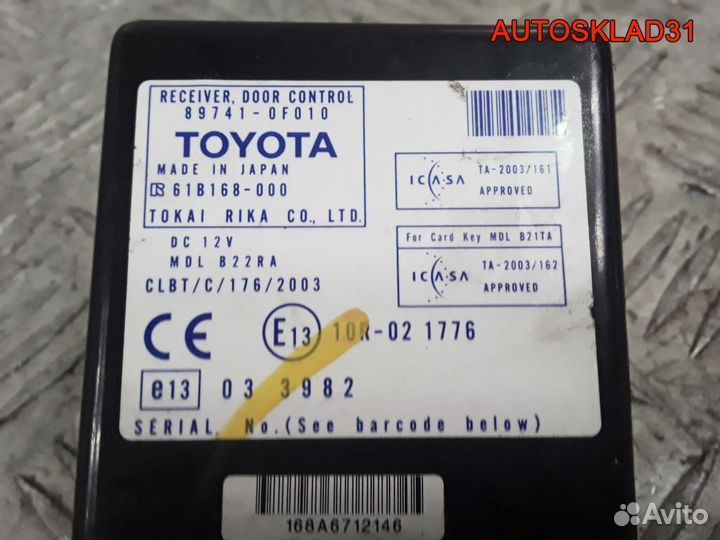 AUTOSKLAD31
RECEIVER, DOOR CONTROL
89741-0F010
TOYOTA
MADE IN JAPAN
61B168-000
TOKAI RIKA CO., LTD.
DC 12V
MDL B22RA
CLBT/C/176/2003
CE
E13 10R-02 1776
e13 03 3982
SERIAL No. (See barcode below)
ICASA TA-2003/161
APPROVED
For Card Key MDL B21TA
ICASA TA-2003/162
APPROVED
168A6712146
Avito